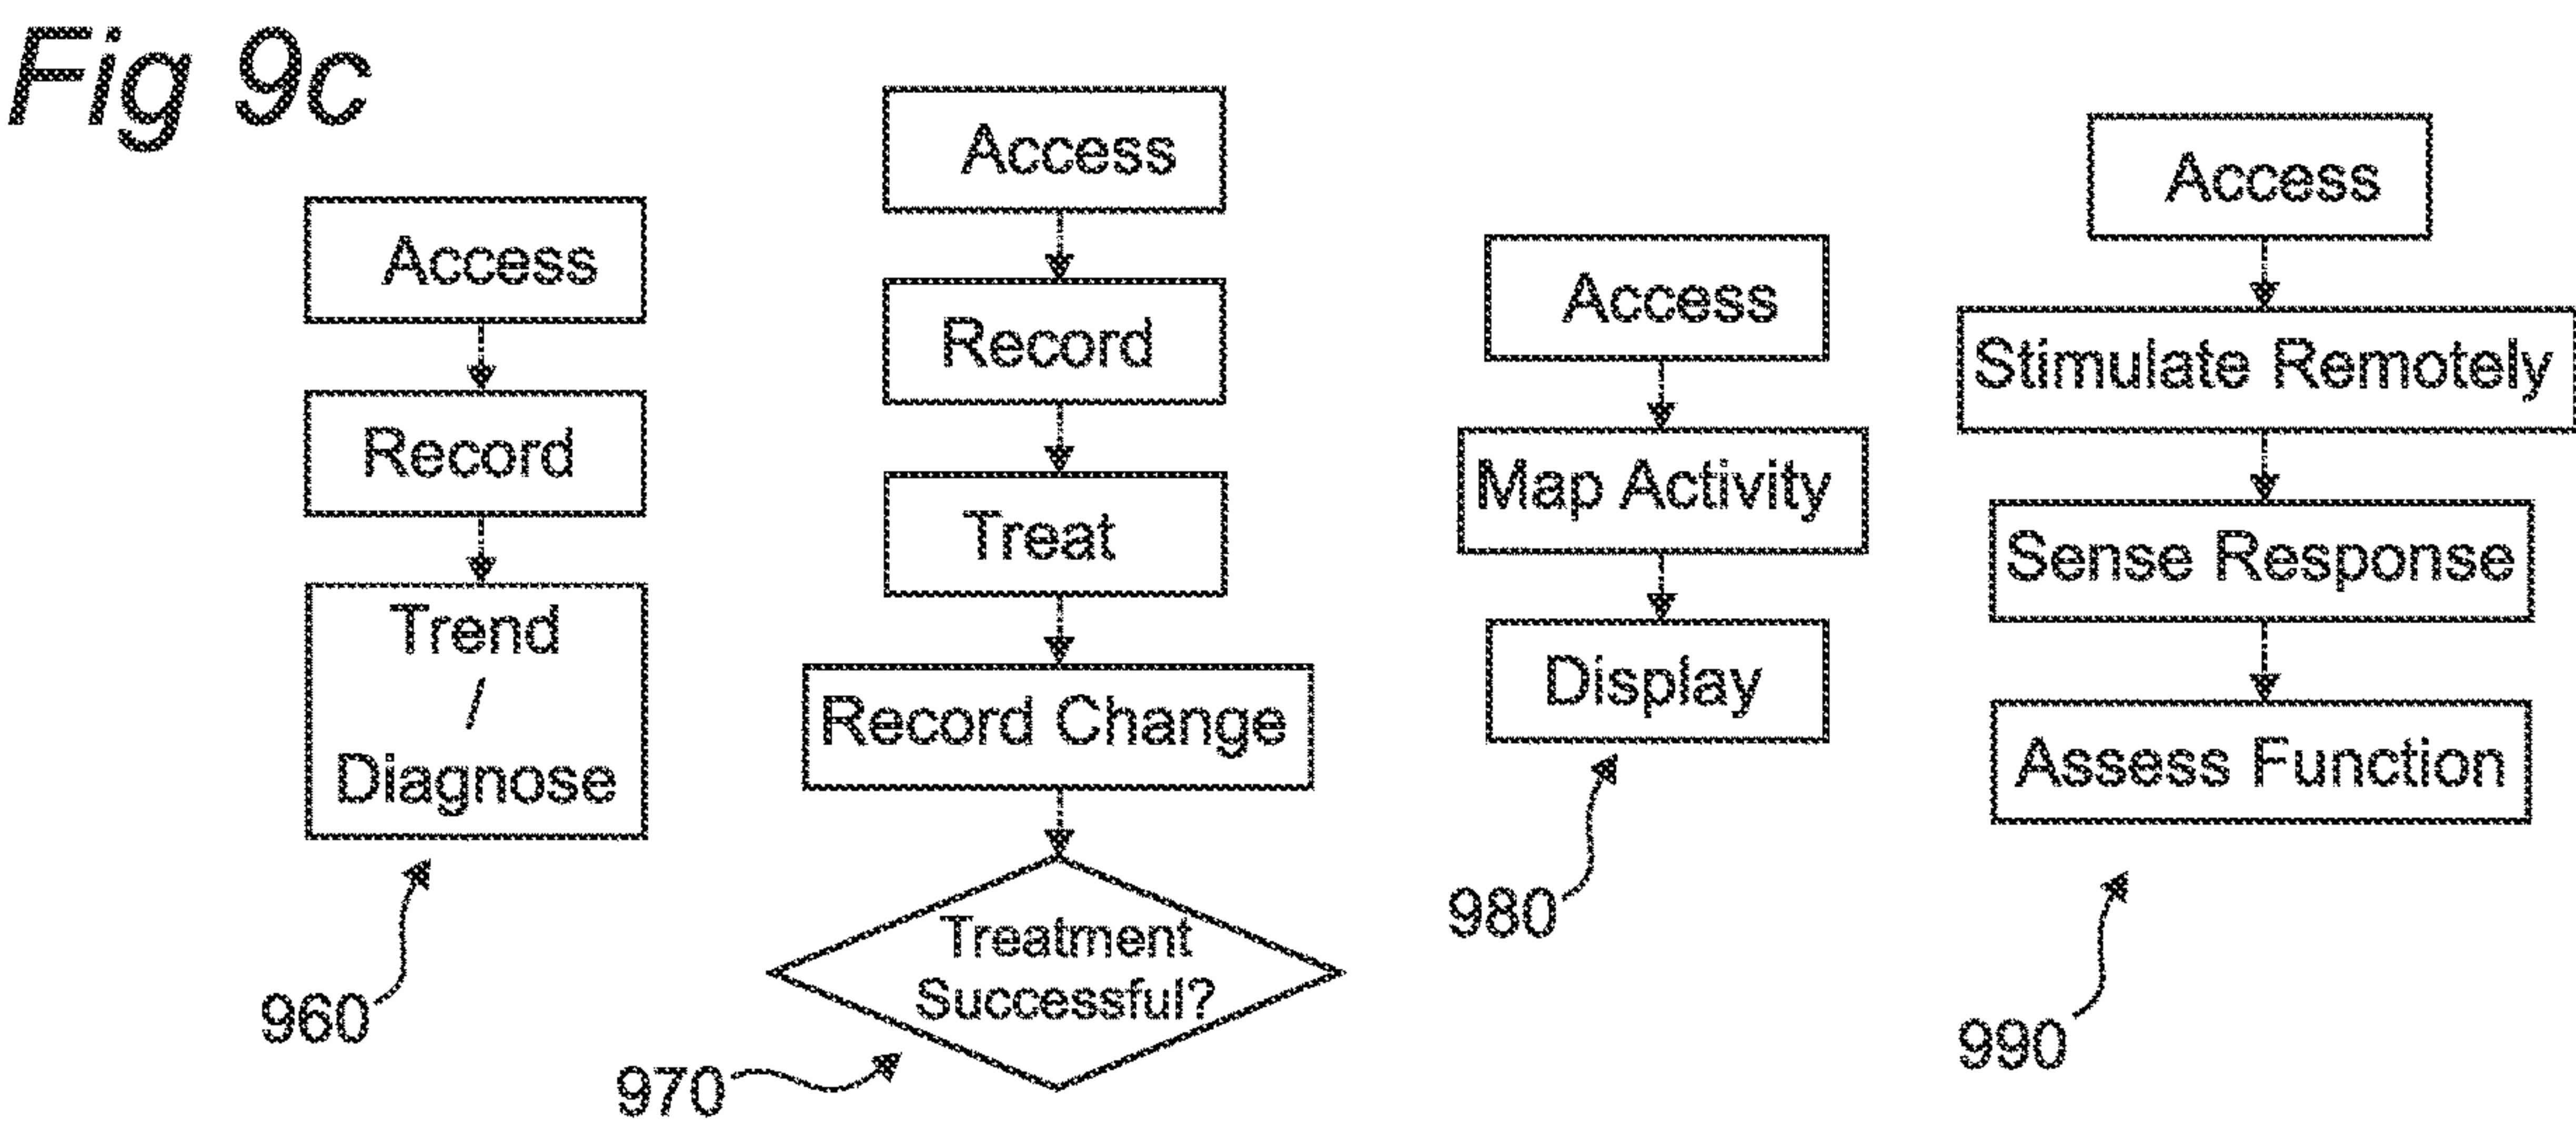 Fig 9c
Access
Record
Trend
/
Diagnose
960
Access
Record
Treat
Record Change
Treatment
Successful?
970
Access
Map Activity
Display
980
Access
Stimulate Remotely
Sense Response
Assess Function
990